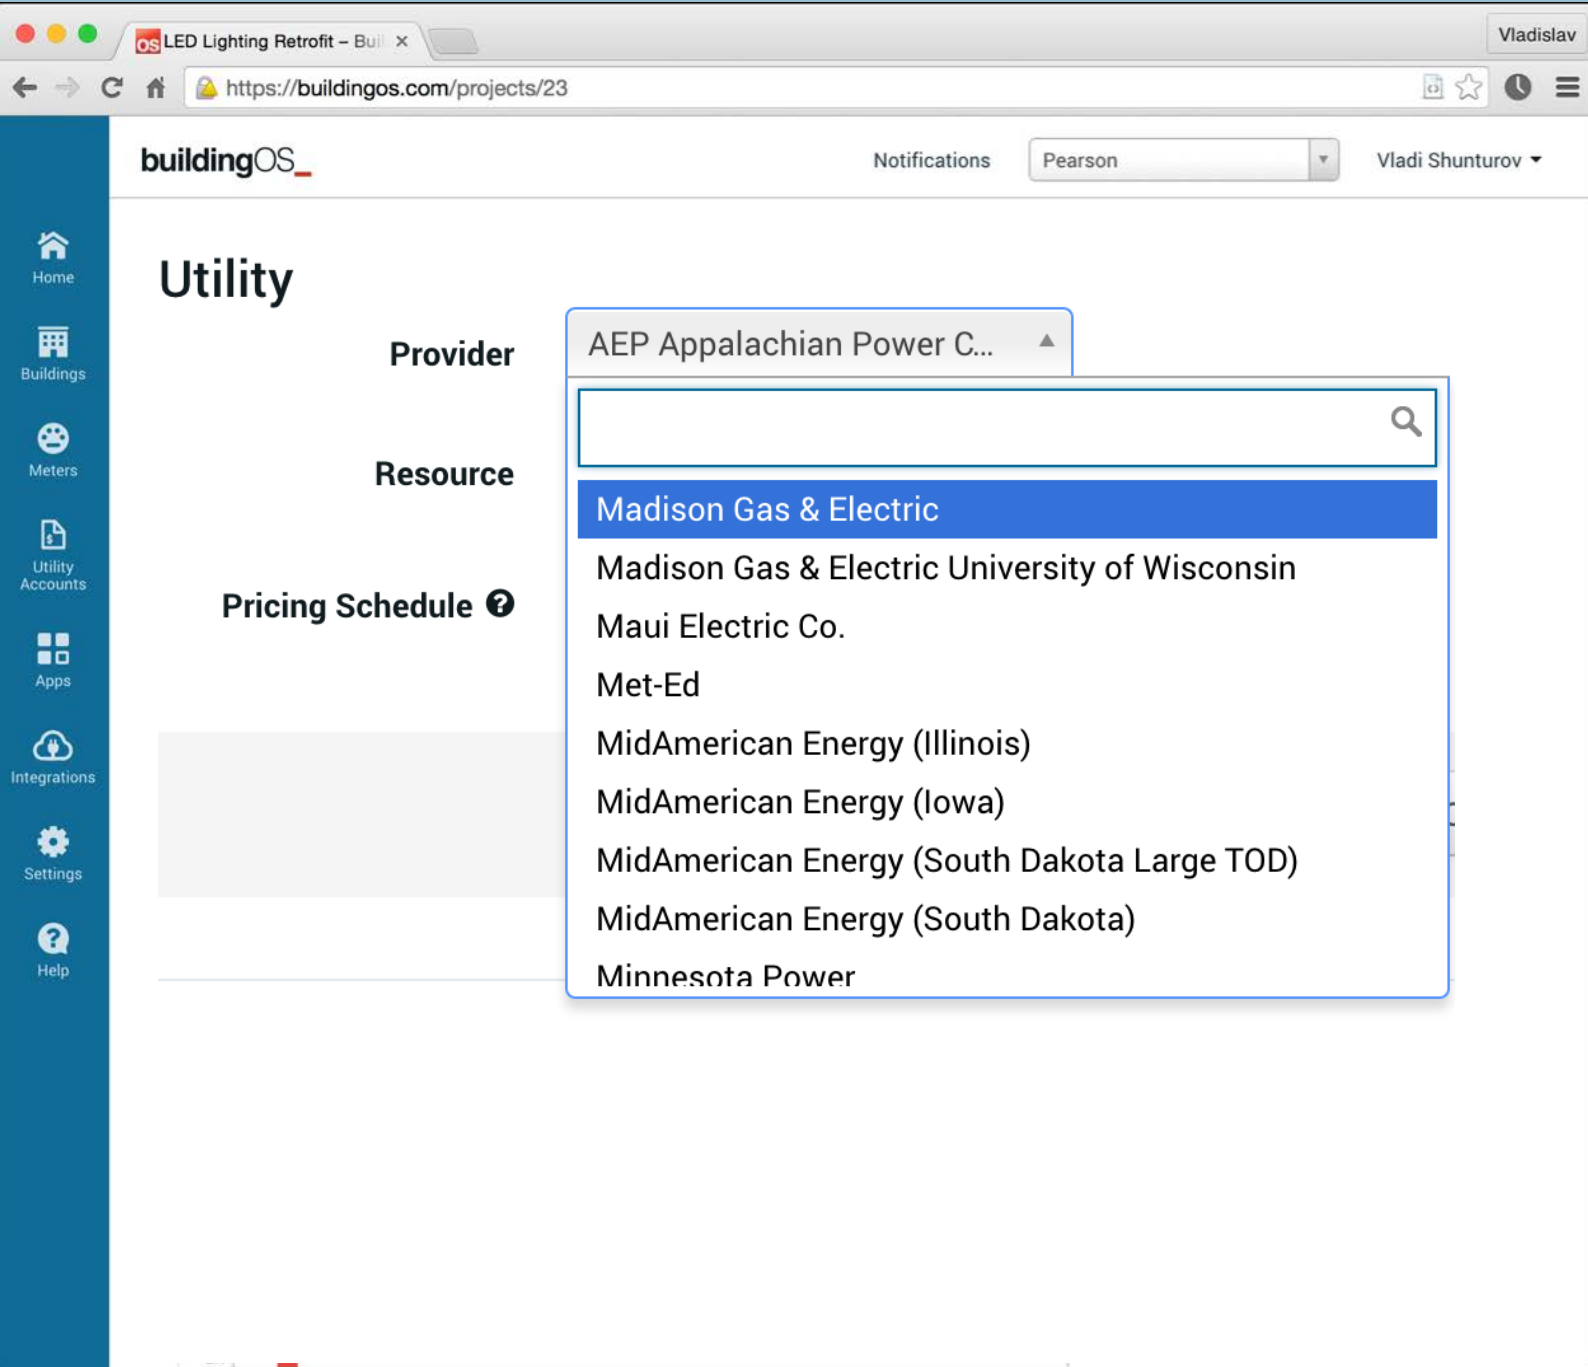 LED Lighting Retrofit – Buil
Vladislav
https://buildingos.com/projects/23
buildingOS_
Notifications
Pearson
Vladi Shunturov
Home
Buildings
Meters
Utility
Accounts
Apps
Integrations
Settings
Help
Utility
Provider
AEP Appalachian Power C...
Resource
Pricing Schedule
Madison Gas & Electric
Madison Gas & Electric University of Wisconsin
Maui Electric Co.
Met-Ed
MidAmerican Energy (Illinois)
MidAmerican Energy (Iowa)
MidAmerican Energy (South Dakota Large TOD)
MidAmerican Energy (South Dakota)
Minnesota Power